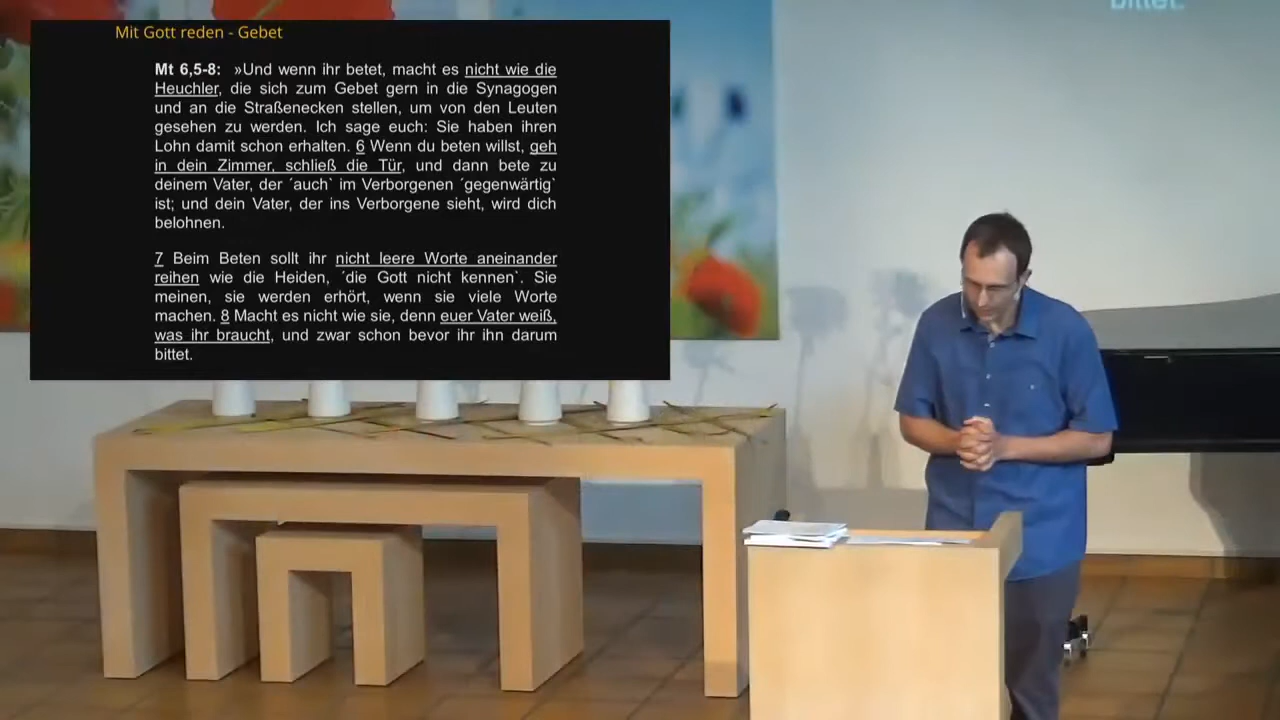 bittet.
Mit Gott reden - Gebet
Mt 6,5-8: »Und wenn ihr betet, macht es nicht wie die
Heuchler, die sich zum Gebet gern in die Synagogen
und an die Straßenecken stellen, um von den Leuten
gesehen zu werden. Ich sage euch: Sie haben ihren
Lohn damit schon erhalten. 6 Wenn du beten willst, geh
in dein Zimmer, schließ die Tür, und dann bete zu
deinem Vater, der ´auch` im Verborgenen ´gegenwärtig`
ist; und dein Vater, der ins Verborgene sieht, wird dich
belohnen.
7 Beim Beten sollt ihr nicht leere Worte aneinander
reihen wie die Heiden, ´die Gott nicht kennen`. Sie
meinen, sie werden erhört, wenn sie viele Worte
machen. 8 Macht es nicht wie sie, denn euer Vater weiß,
was ihr braucht, und zwar schon bevor ihr ihn darum
bittet.